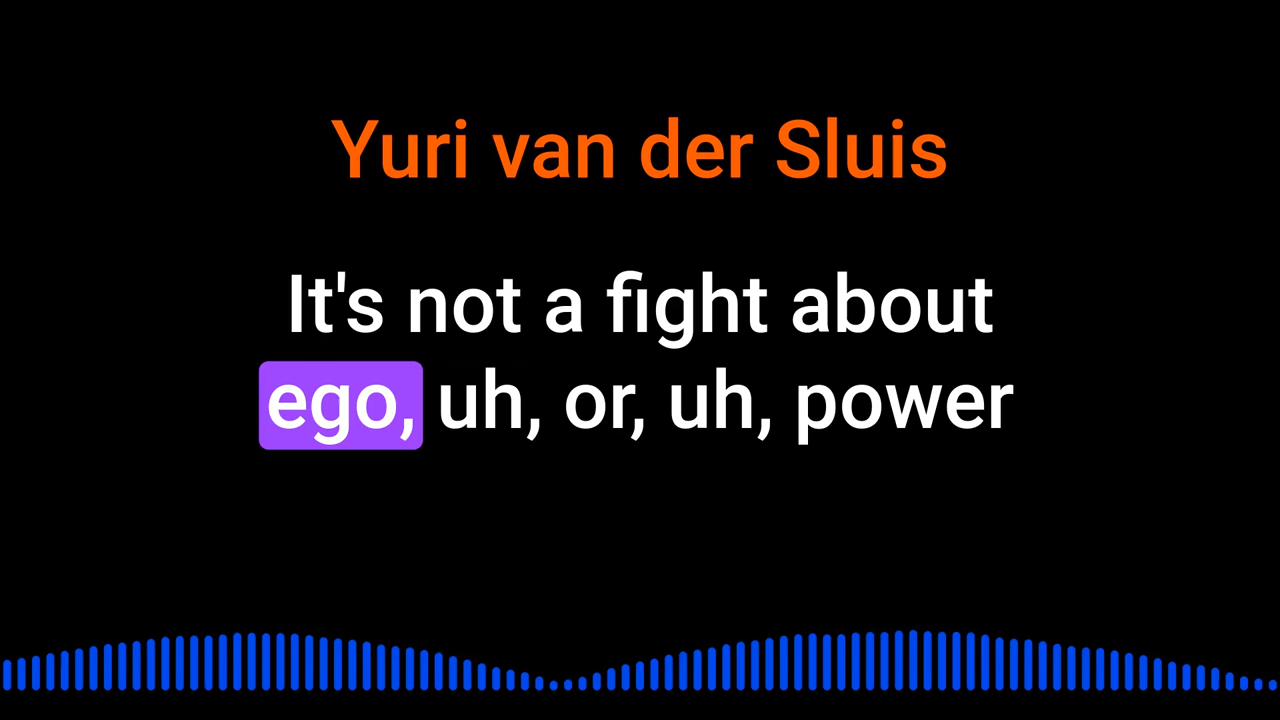 Yuri van der Sluis
It's not a fight about
ego, uh, or, uh, power